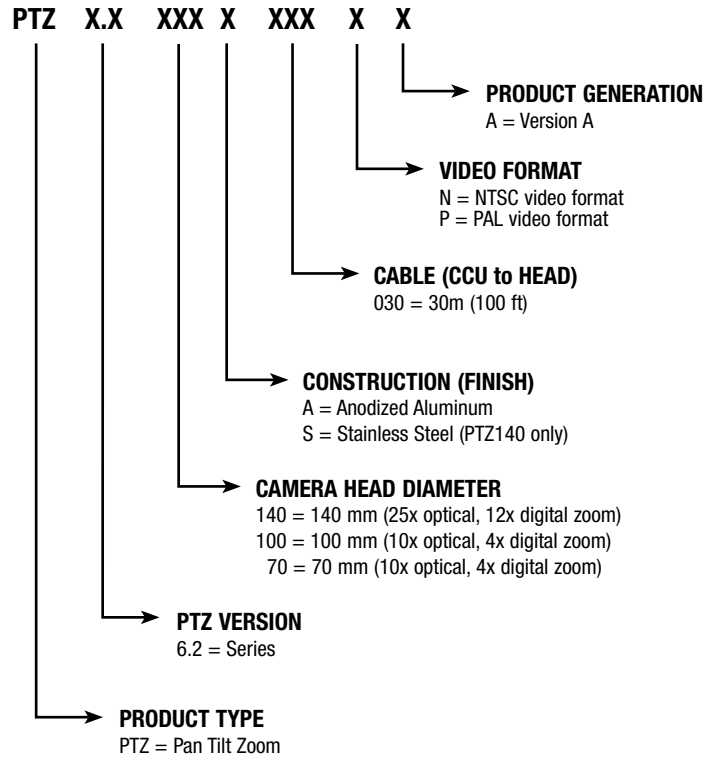 PTZ X.X XXX X XXX X X
PRODUCT GENERATION
A = Version A
VIDEO FORMAT
N = NTSC video format
P = PAL video format
CABLE (CCU to HEAD)
030 = 30m (100 ft)
CONSTRUCTION (FINISH)
A = Anodized Aluminum
S = Stainless Steel (PTZ140 only)
CAMERA HEAD DIAMETER
140 = 140 mm (25x optical, 12x digital zoom)
100 = 100 mm (10x optical, 4x digital zoom)
70 = 70 mm (10x optical, 4x digital zoom)
PTZ VERSION
6.2 = Series
PRODUCT TYPE
PTZ = Pan Tilt Zoom